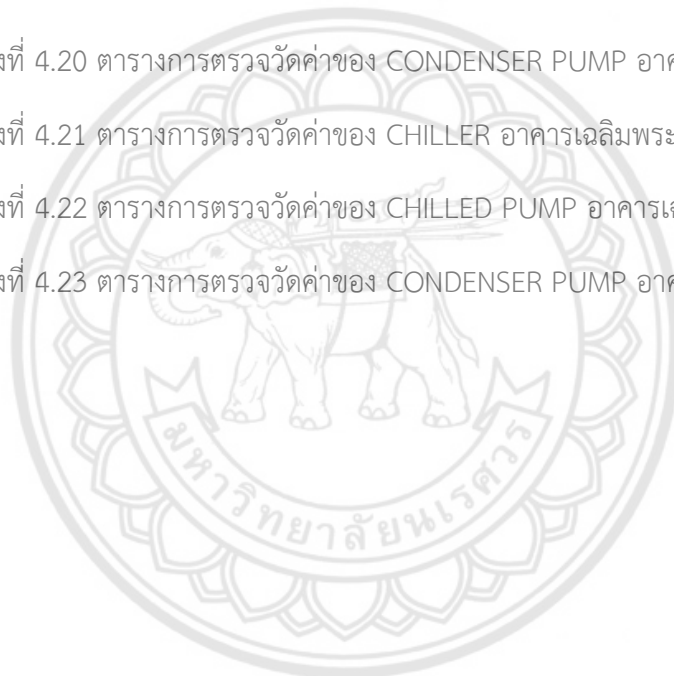 งที่ 4.20 ตารางการตรวจวัดค่าของ CONDENSER PUMP อาค
งที่ 4.21 ตารางการตรวจวัดค่าของ CHILLER อาคารเฉลิมพระ
งที่ 4.22 ตารางการตรวจวัดค่าของ CHILLED PUMP อาคารเฉ
งที่ 4.23 ตารางการตรวจวัดค่าของ CONDENSER PUMP อาค
มหาวิทยาลัยนเรศวร